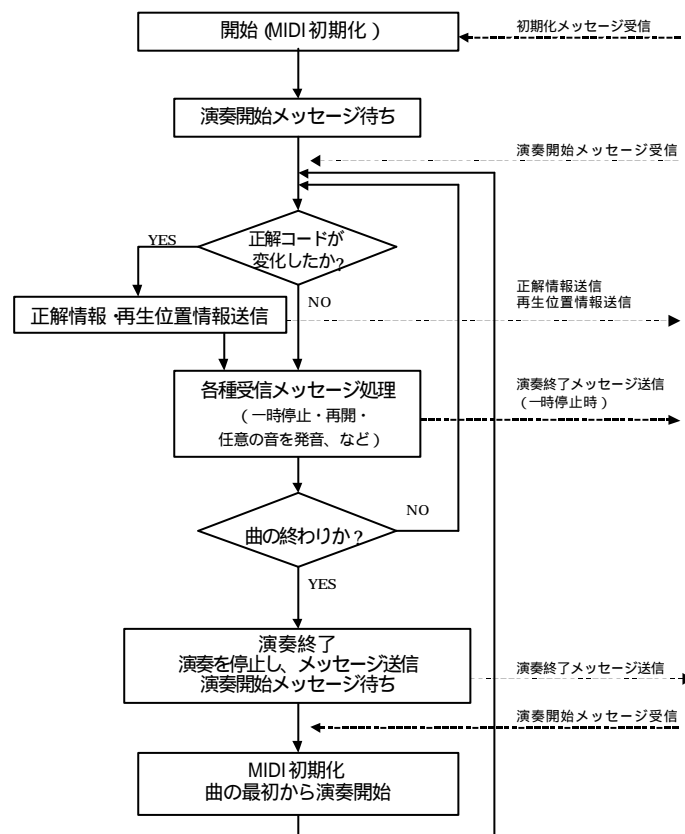 開始（MIDI初期化）
初期化メッセージ受信
演奏開始メッセージ待ち
演奏開始メッセージ受信
正解コードが
変化したか?
YES
NO
正解情報・再生位置情報送信
正解情報送信
再生位置情報送信
各種受信メッセージ処理
（一時停止・再開・
任意の音を発音、など）
演奏終了メッセージ送信
（一時停止時）
曲の終わりか?
NO
YES
演奏終了
演奏を停止し、メッセージ送信
演奏開始メッセージ待ち
演奏終了メッセージ送信
演奏開始メッセージ受信
MIDI初期化
曲の最初から演奏開始